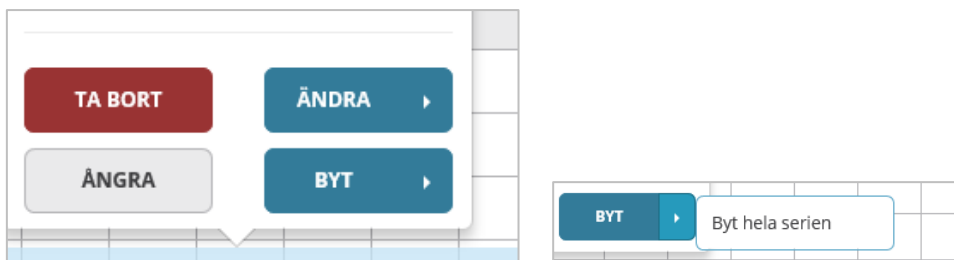 TA BORT
ÄNDRA
ÅNGRA
BYT
BYT
Byt hela serien